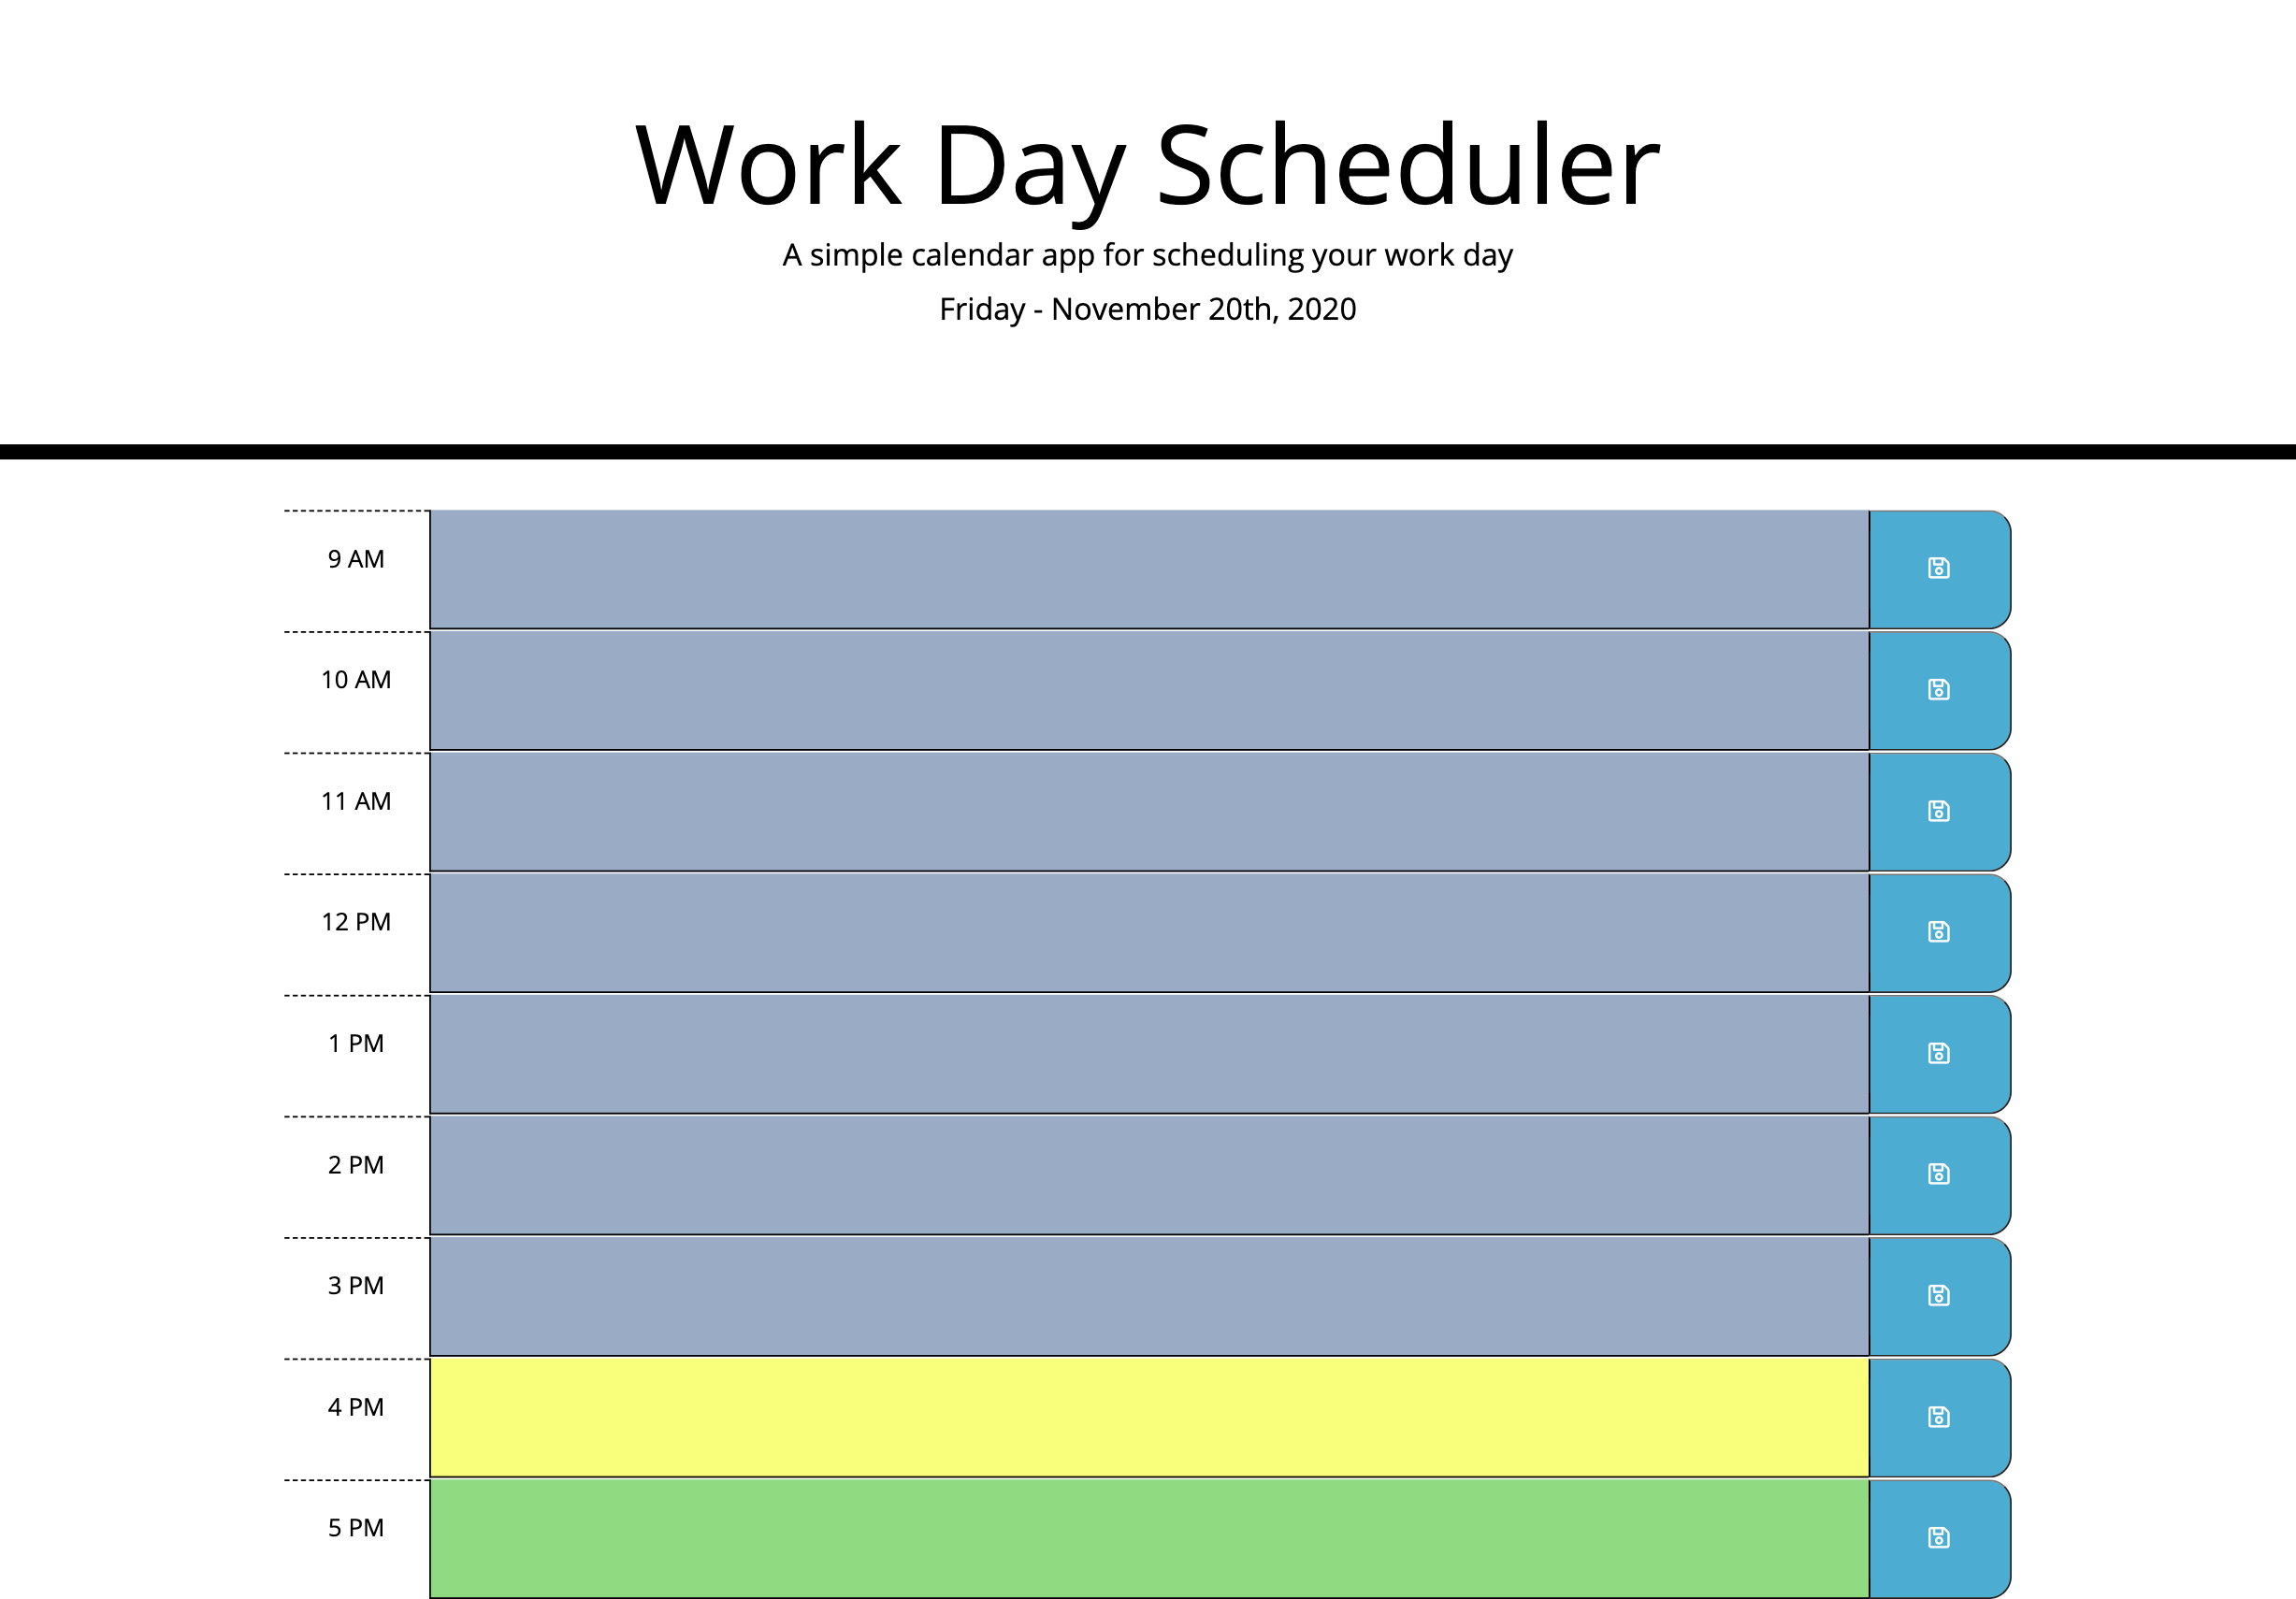 Work Day Scheduler
A simple calendar app for scheduling your work day
Friday - November 20th, 2020
9 AM
10 AM
11 AM
12 PM
1 PM
2 PM
3 PM
4 PM
5 PM